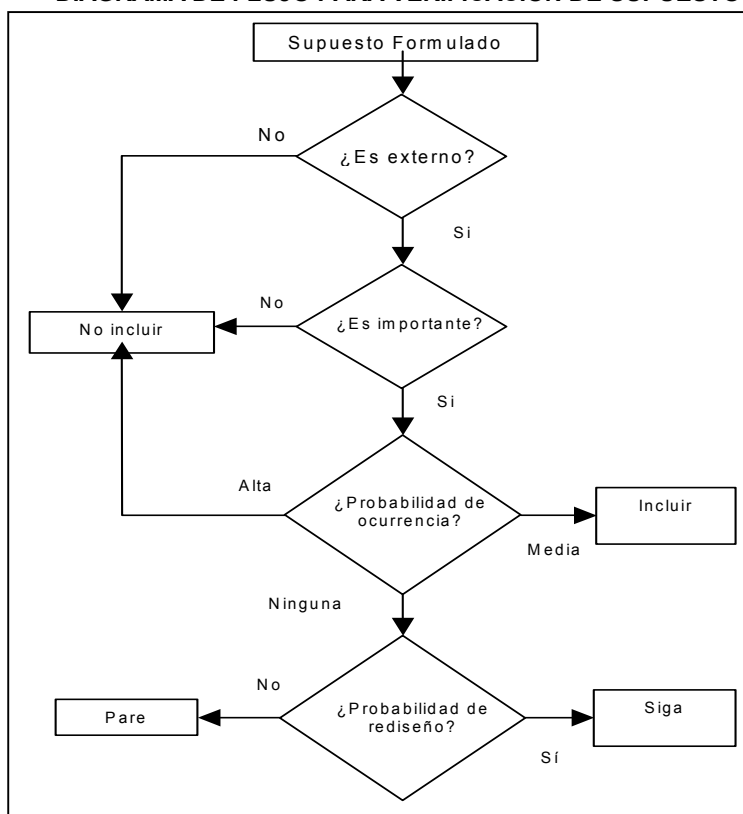 Supuesto Formulado
No
¿Es externo?
Si
No
¿Es importante?
No incluir
Si
Alta
¿Probabilidad de
ocurrencia?
Incluir
Media
Ninguna
No
¿Probabilidad de
rediseño?
Siga
Pare
Sí